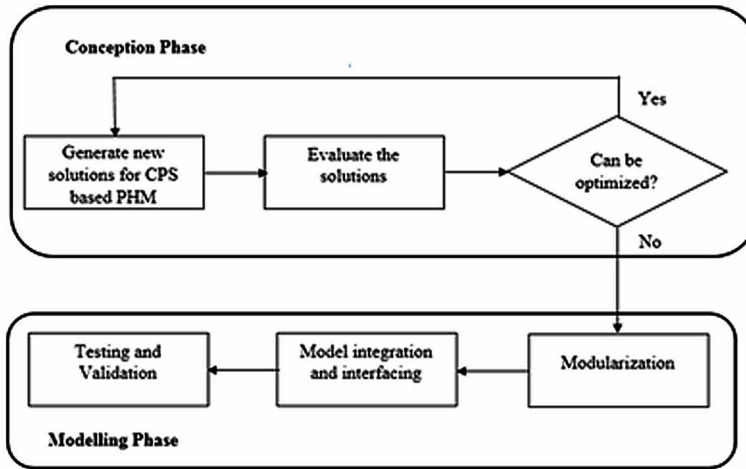 Conception Phase
Yes
Generate new
solutions for CPS
based PHM
Evaluate the
solutions
Can be
optimized?
No
Testing and
Validation
Model integration
and interfacing
Modularization
Modelling Phase